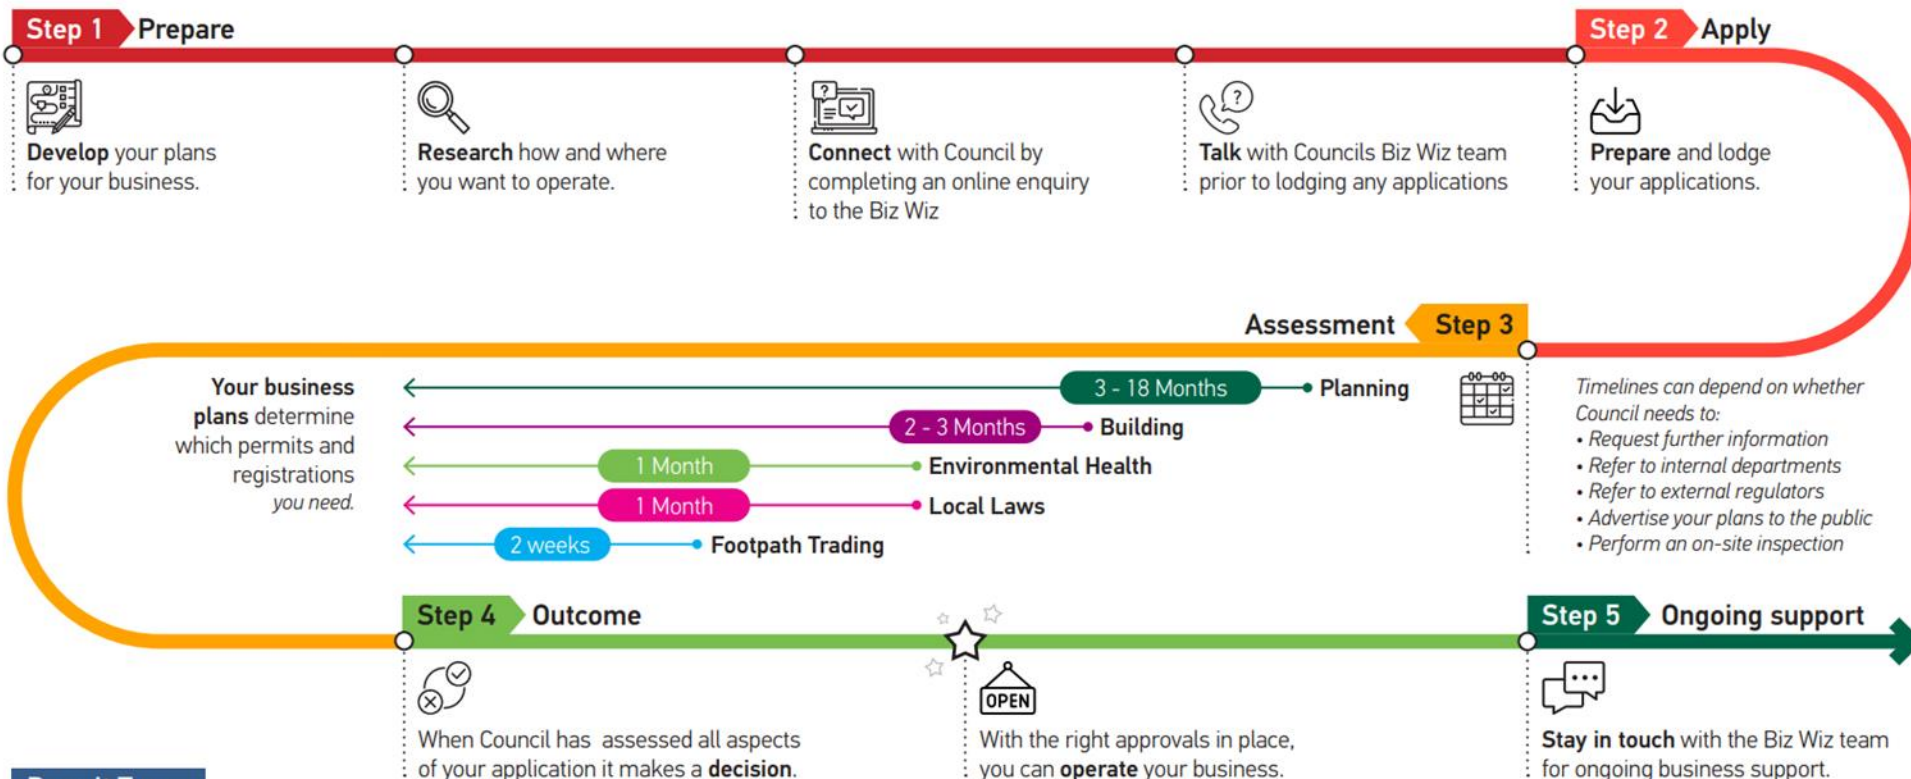 Step 1 Prepare
Step 2 Apply
Develop your plans
for your business.
Research how and where
you want to operate.
Connect with Council by
completing an online enquiry
to the Biz Wiz
Talk with Councils Biz Wiz team
prior to lodging any applications
Prepare and lodge
your applications.
Assessment Step 3
Your business
plans determine
which permits and
registrations
you need.
3 - 18 Months Planning
2 - 3 Months Building
1 Month Environmental Health
1 Month Local Laws
2 weeks Footpath Trading
Timelines can depend on whether
Council needs to:
• Request further information
• Refer to internal departments
• Refer to external regulators
• Advertise your plans to the public
• Perform an on-site inspection
Step 4 Outcome
Step 5 Ongoing support
When Council has assessed all aspects
of your application it makes a decision.
OPEN
With the right approvals in place,
you can operate your business.
Stay in touch with the Biz Wiz team
for ongoing business support.